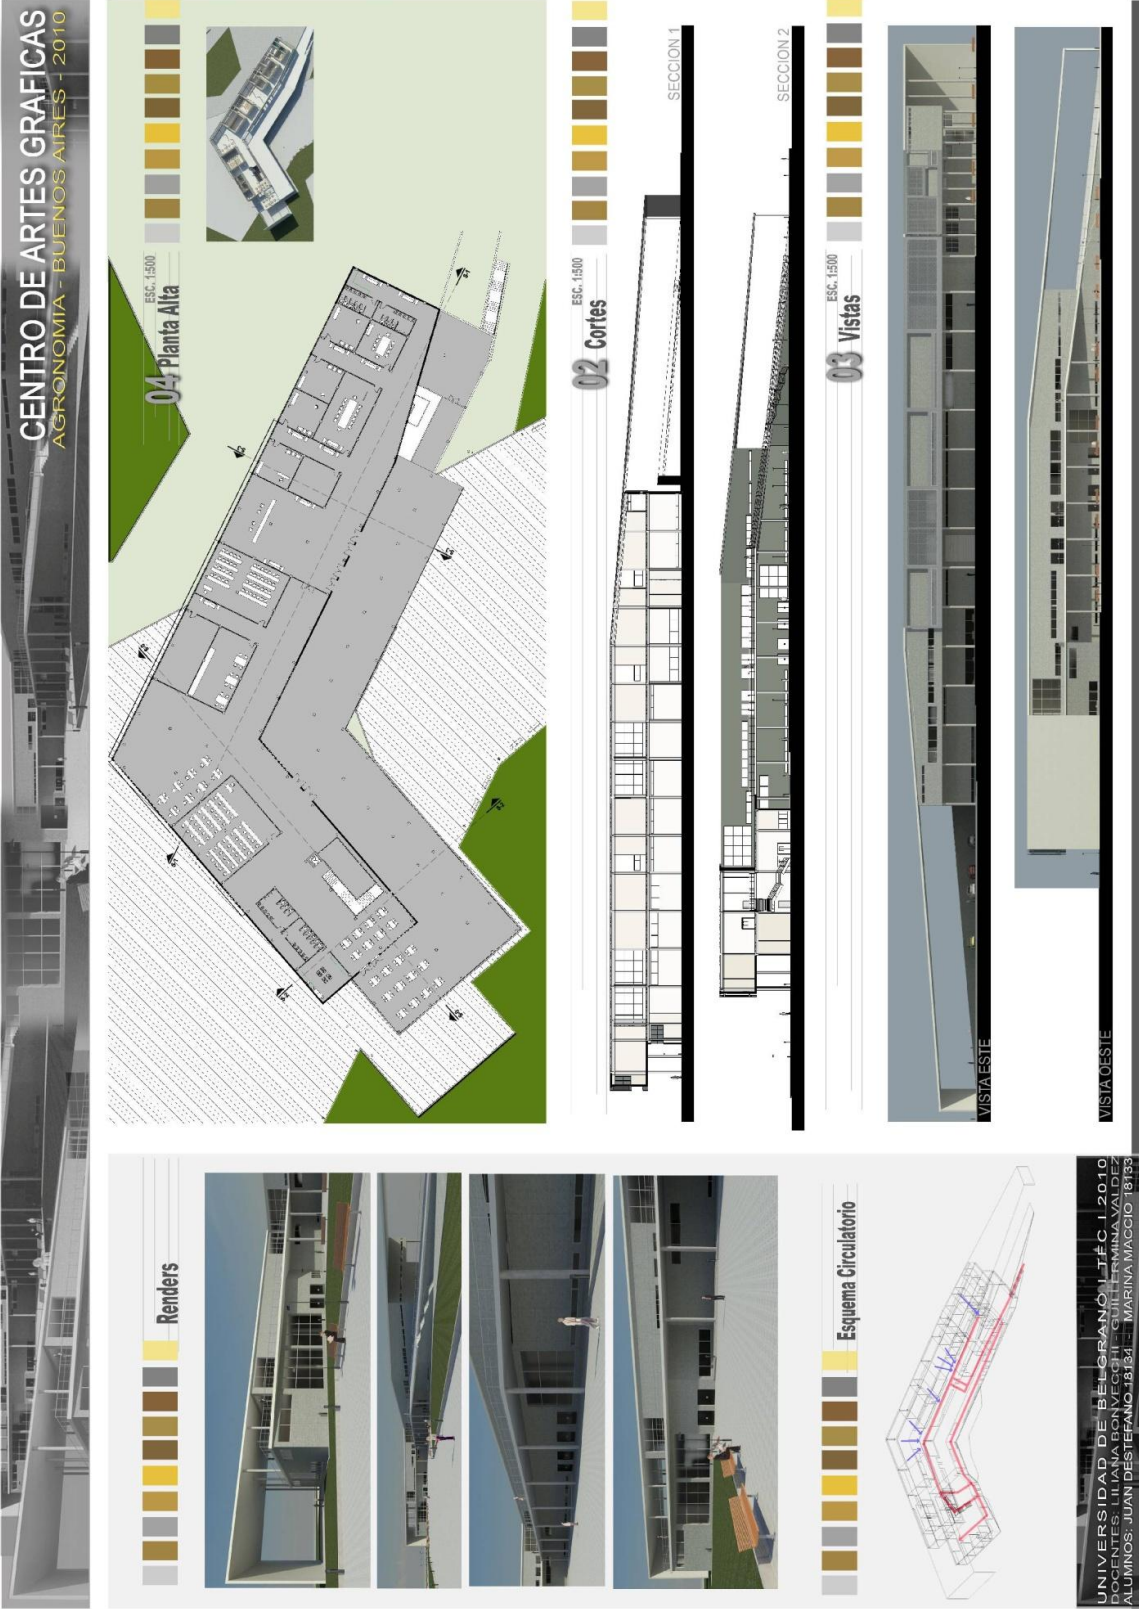 CENTRO DE ARTES GRAFICAS
AGRONOMIA - BUENOS AIRES - 2010
ESC. 1:500
04 Planta Alta
ESC. 1:500
02 Cortes
SECCION 1
SECCION 2
ESC. 1:500
03 Vistas
VISTA ESTE
VISTA OESTE
Renders
Esquema Circulatorio
UNIVERSIDAD DE BELGRANO | TEC I 2010
DOCENTES: LILIANA BONVECCHI - GUILLERMINA VALDEZ
ALUMNOS: JUAN DESTEFANO 18134 - MARINA MACCIO 18133